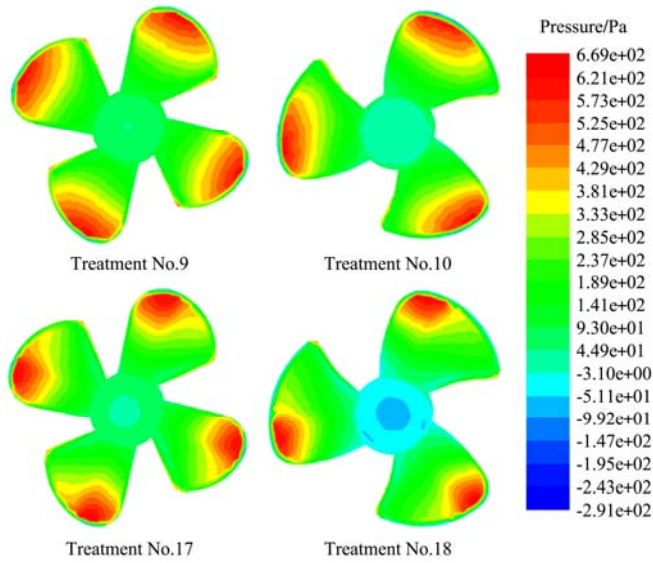 Pressure/Pa
6.69e+02
6.21e+02
5.73e+02
5.25e+02
4.77e+02
4.29e+02
3.81e+02
3.33e+02
2.85e+02
2.37e+02
1.89e+02
1.41e+02
9.30e+01
4.49e+01
-3.10e+00
-5.11e+01
-9.92e+01
-1.47e+02
-1.95e+02
-2.43e+02
-2.91e+02
Treatment No.9
Treatment No.10
Treatment No.17
Treatment No.18